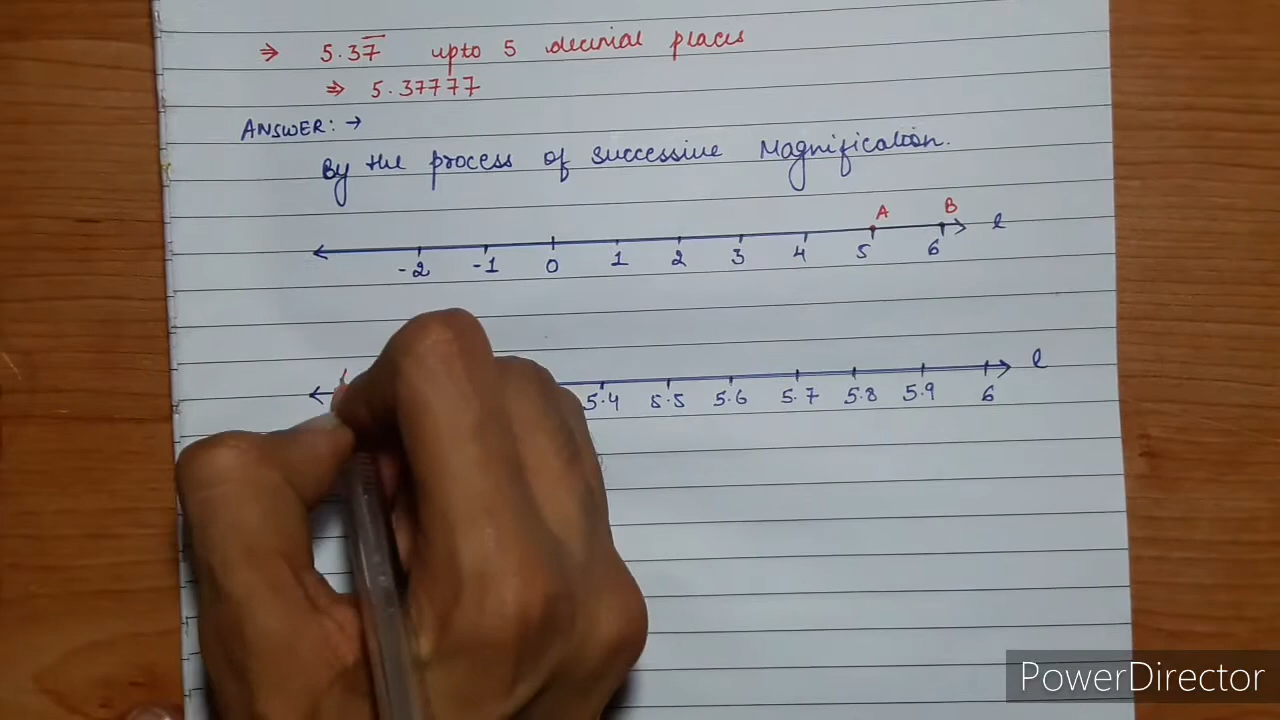 ⇒ 5.37̅ upto 5 decimal places
⇒ 5.37777
ANSWER: →
By the process of successive Magnification.
A B
l
-2 -1 0 1 2 3 4 5 6
l
5.4 5.5 5.6 5.7 5.8 5.9 6
PowerDirector